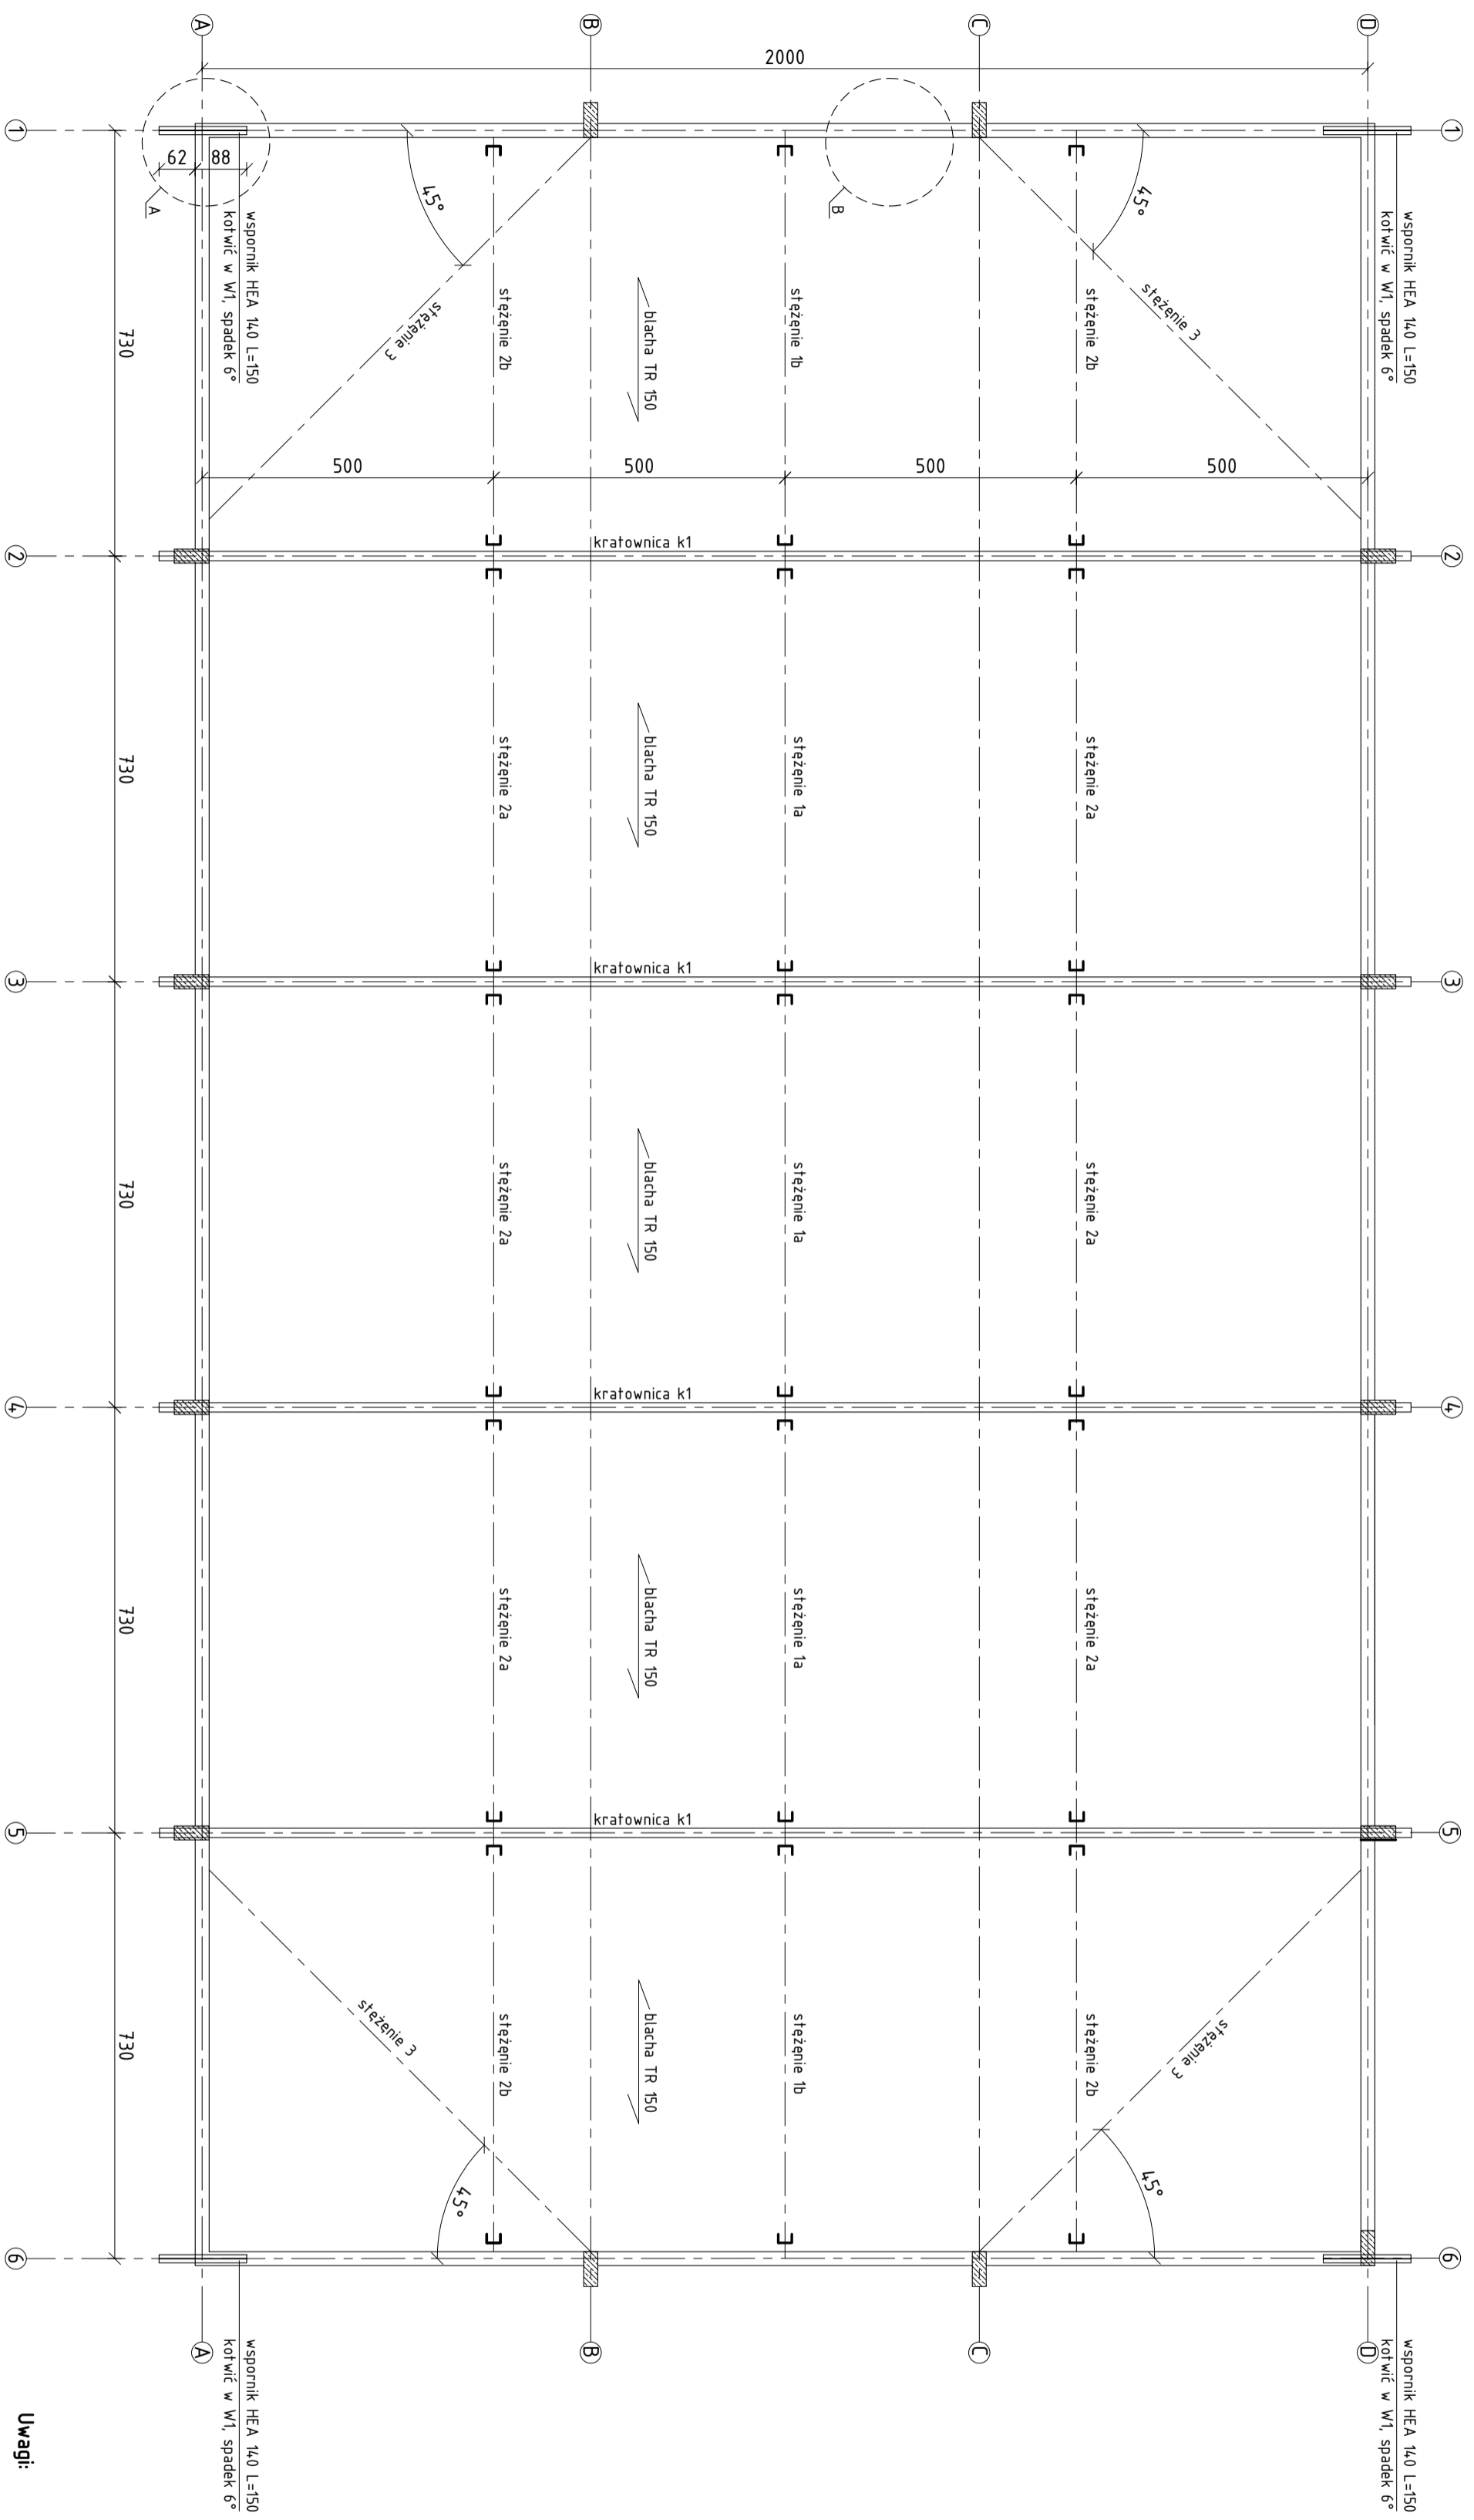 A
B
C
D
2000
1
1
62
88
A
B
45°
45°
wspornik HEA 140 L=150
kotwić w W1, spadek 6°
wspornik HEA 140 L=150
kotwić w W1, spadek 6°
stężenie 3
stężenie 2b
blacha TR 150
stężenie 1b
stężenie 2b
stężenie 3
730
500
500
500
500
kratownica k1
2
2
730
stężenie 2a
blacha TR 150
stężenie 1a
stężenie 2a
kratownica k1
3
3
730
stężenie 2a
blacha TR 150
stężenie 1a
stężenie 2a
kratownica k1
4
4
730
stężenie 2a
blacha TR 150
stężenie 1a
stężenie 2a
kratownica k1
5
5
730
stężenie 3
stężenie 2b
blacha TR 150
stężenie 1b
stężenie 2b
stężenie 3
45°
45°
6
6
A
B
C
D
wspornik HEA 140 L=150
kotwić w W1, spadek 6°
wspornik HEA 140 L=150
kotwić w W1, spadek 6°
Uwagi: